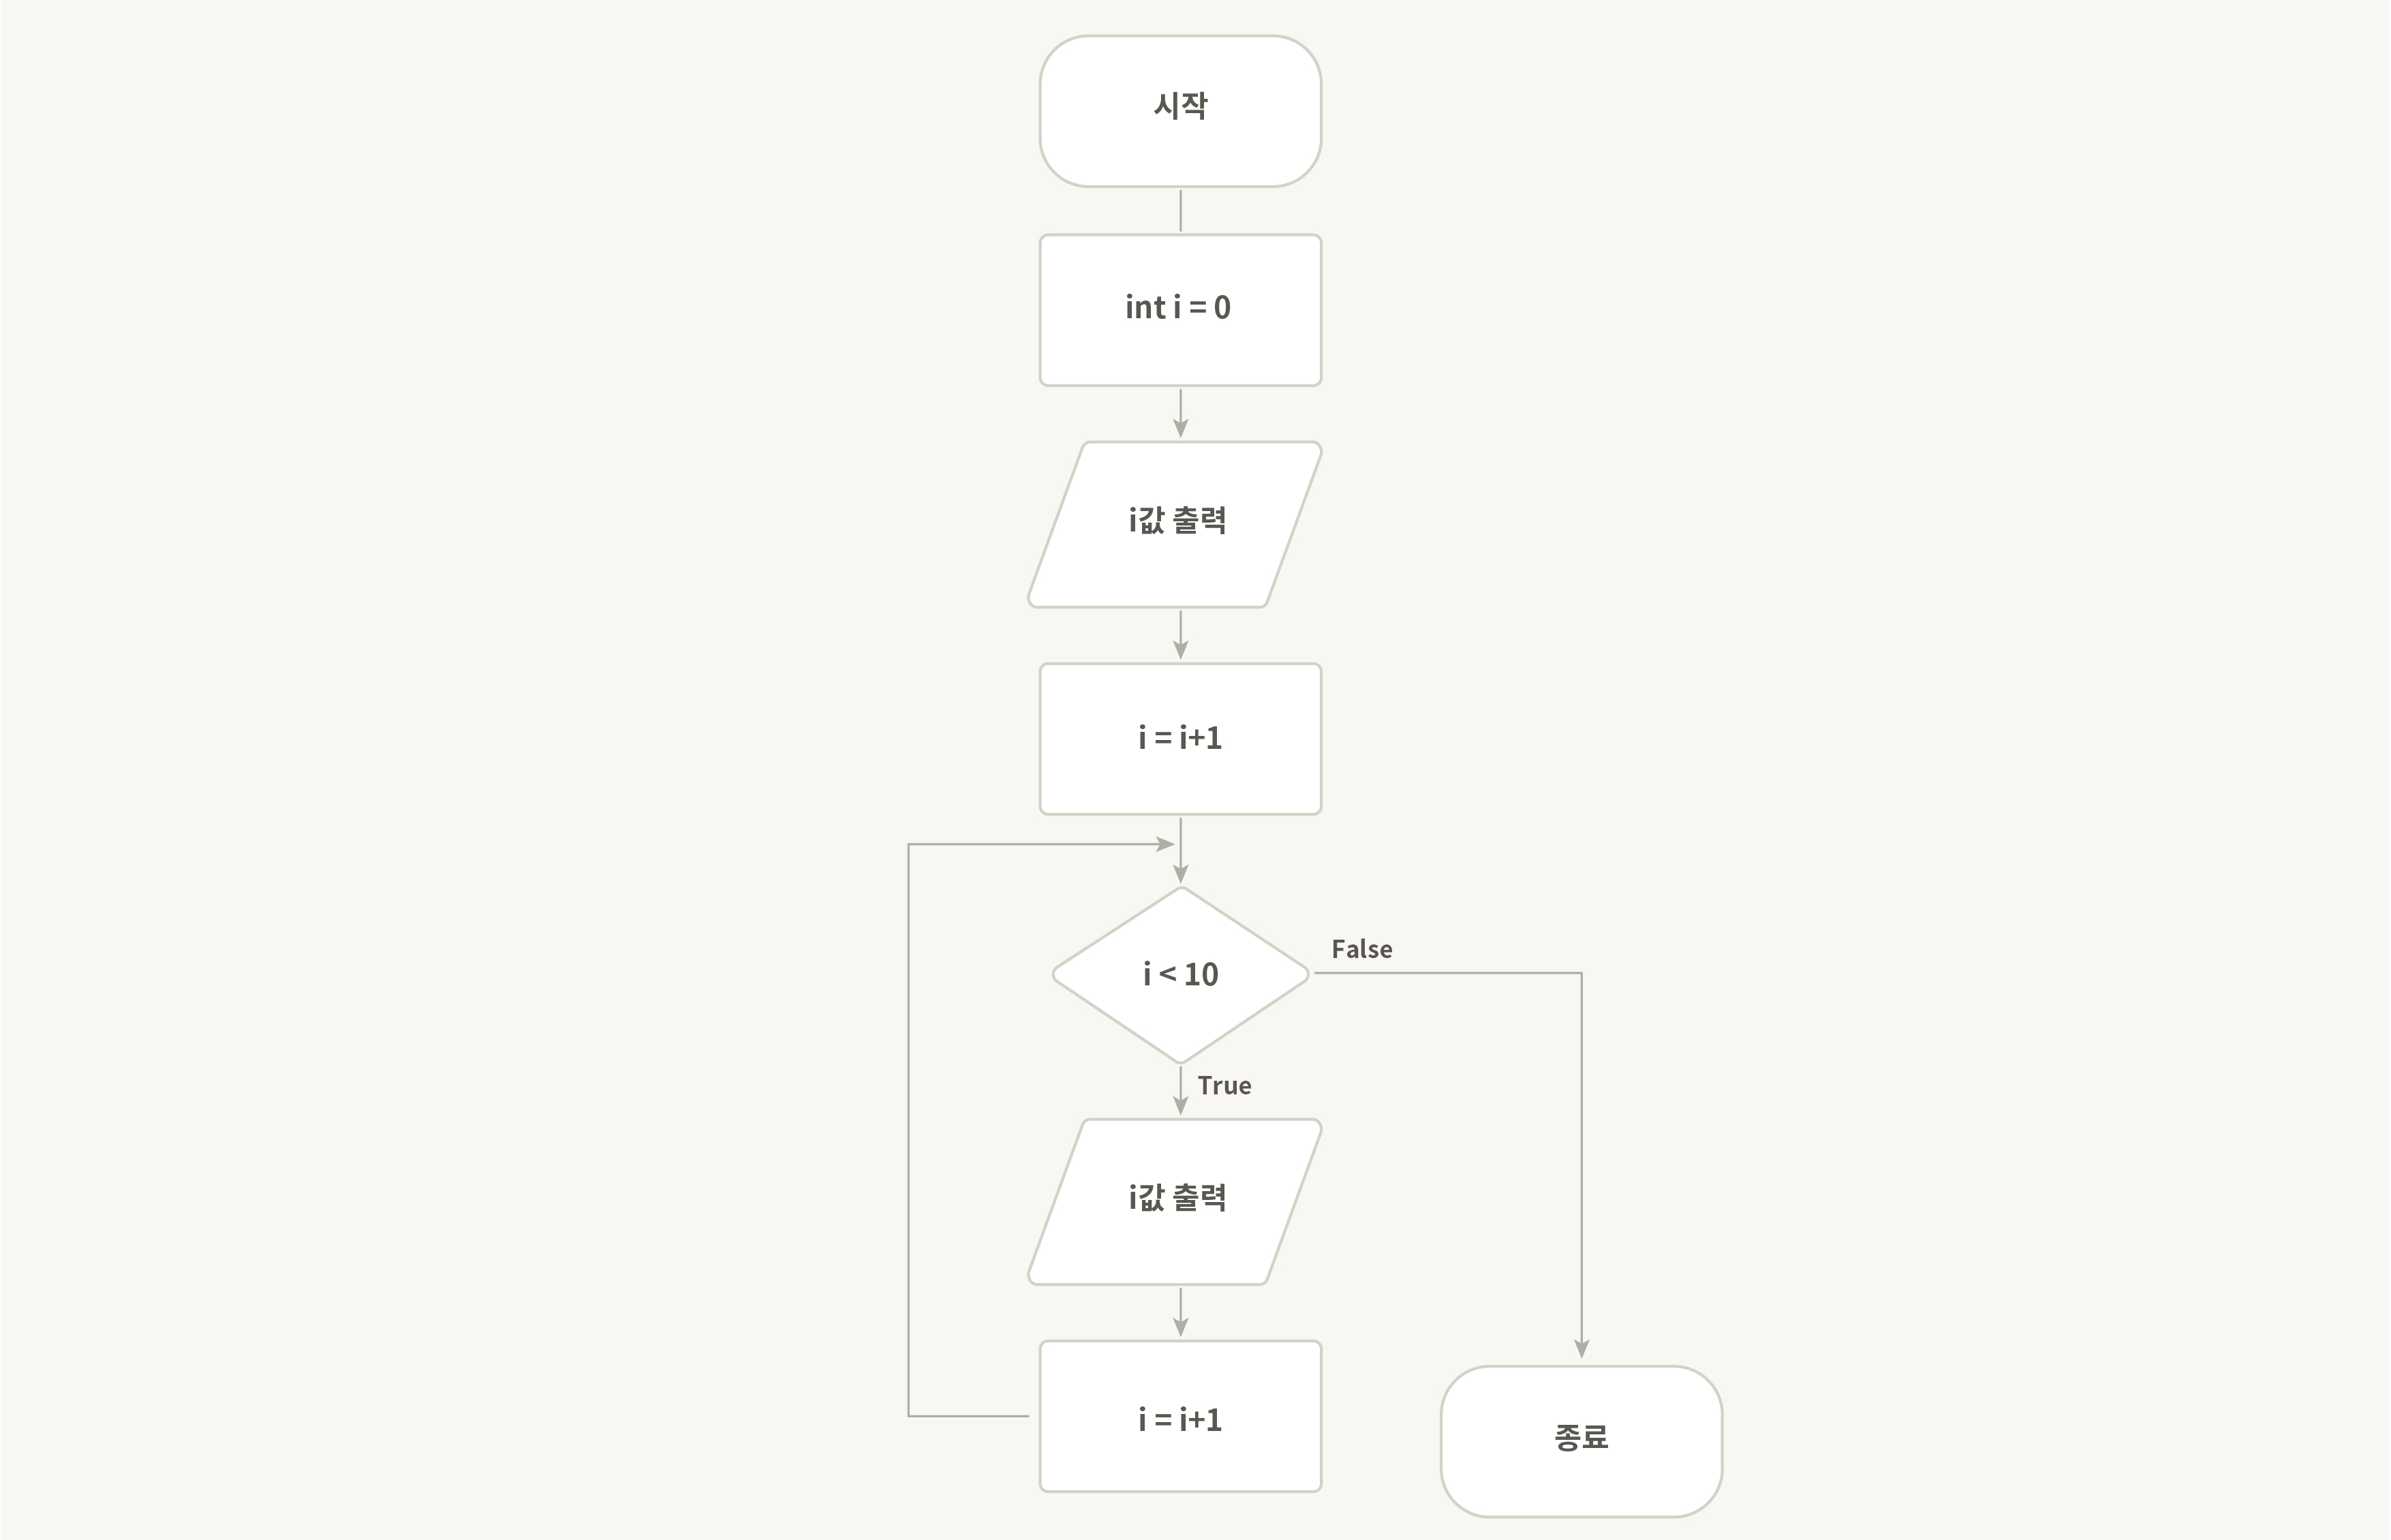 시작
int i = 0
i값 출력
i = i+1
i < 10
False
True
i값 출력
i = i+1
종료